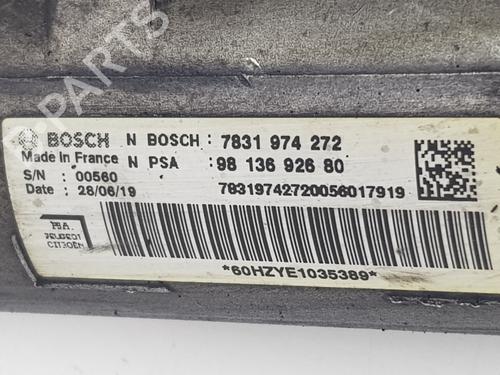 B-PARTS
BOSCH N BOSCH: 7831 974 272
Made in France N PSA :98 136 926 80
S/N : 00560
Date : 28/06/19 78319742720056017919
PEUGEOT
CITROËN
*60HZYE1035389*